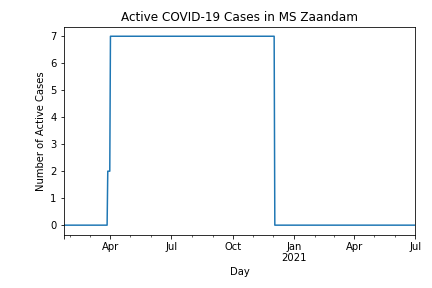 Active COVID-19 Cases in MS Zaandam
Number of Active Cases
7
6
5
4
3
2
1
0
Apr Jul Oct Jan Apr Jul
2021
Day